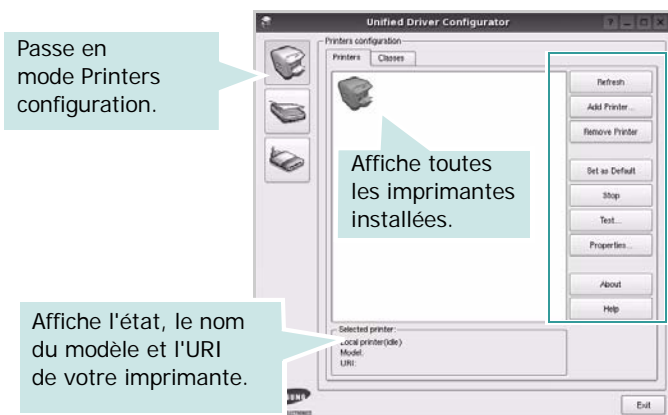 Unified Driver Configurator
Passe en
mode Printers
configuration.
Printers configuration
Printers
Classes
Refresh
Add Printer...
Remove Printer
Set as Default
Stop
Test...
Properties...
About
Help
Affiche toutes
les imprimantes
installées.
Affiche l'état, le nom
du modèle et l'URI
de votre imprimante.
Selected printer:
Local printer(idle)
Model:
URI:
Exit